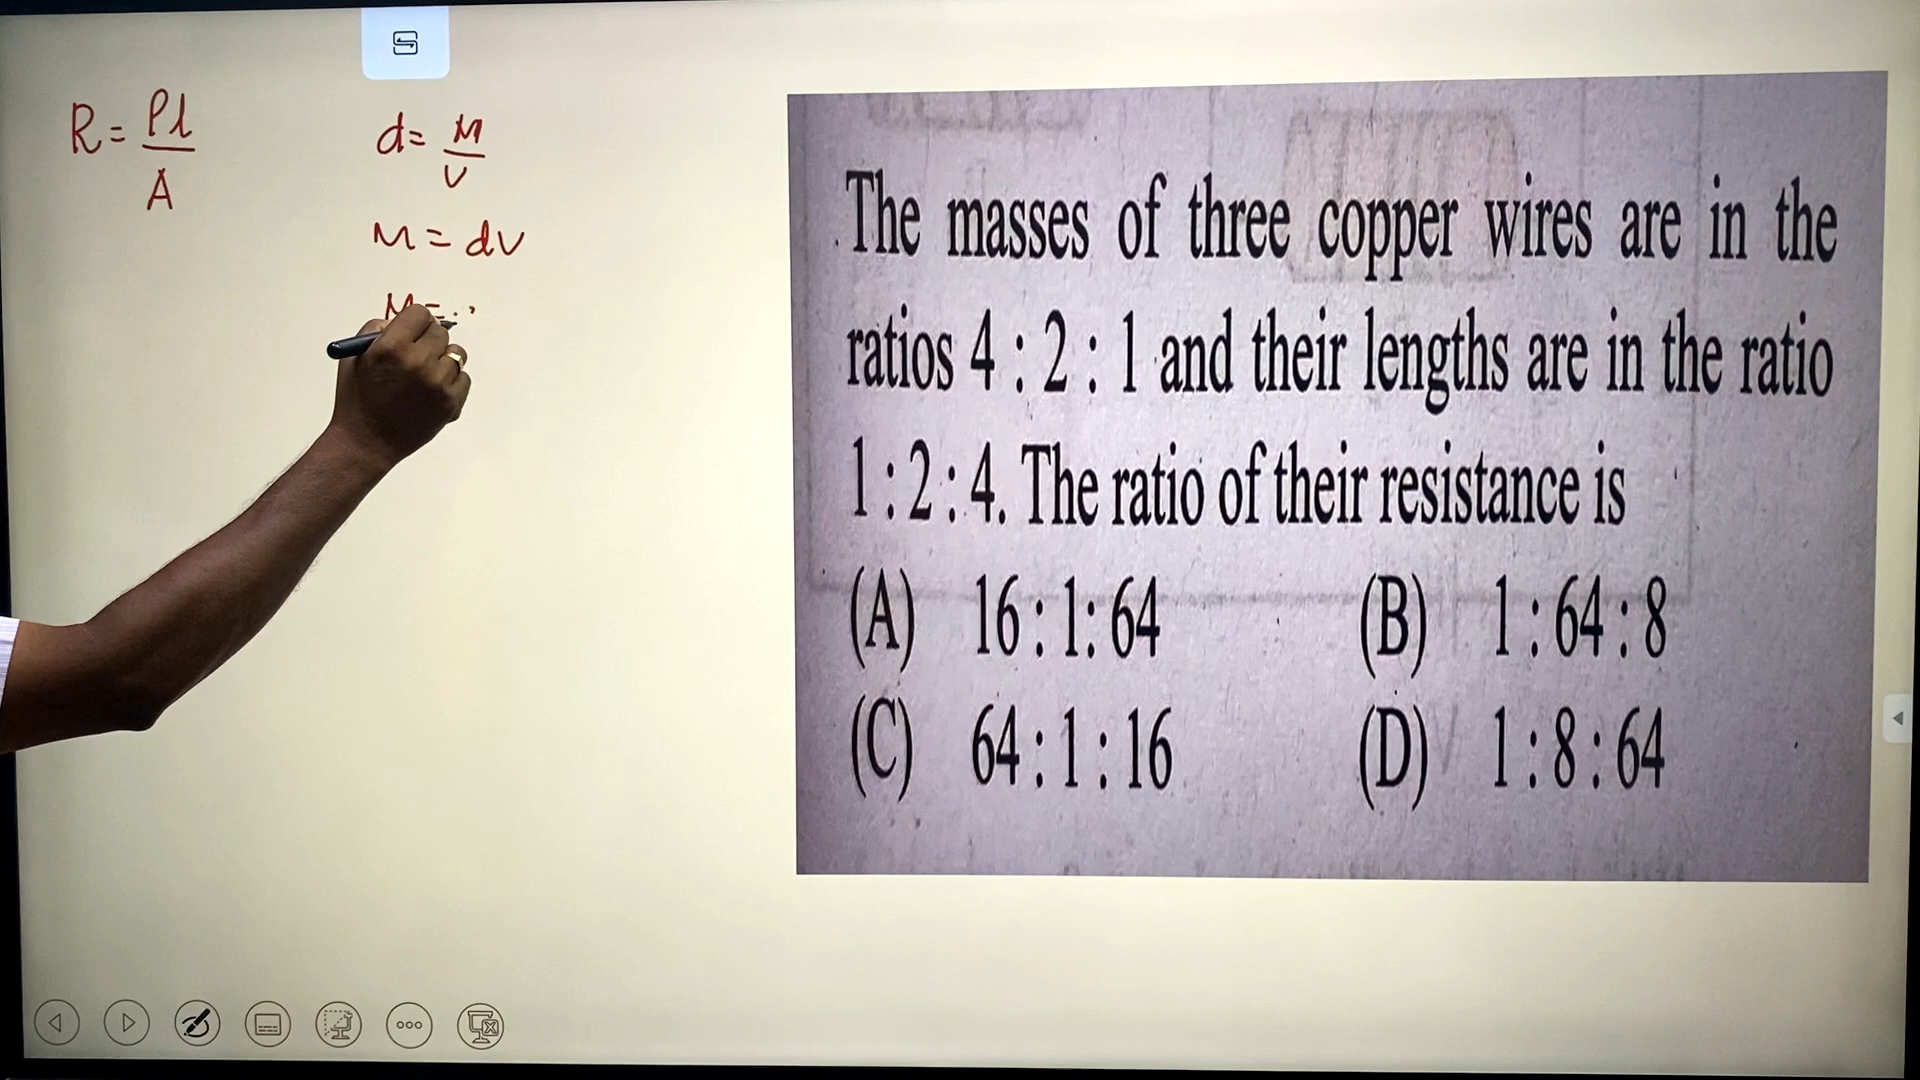 R = ρl
A
d = M
V
M = dV
M =
The masses of three copper wires are in the
ratios 4 : 2 : 1 and their lengths are in the ratio
1 : 2 : 4. The ratio of their resistance is
(A) 16 : 1 : 64 (B) 1 : 64 : 8
(C) 64 : 1 : 16 (D) 1 : 8 : 64